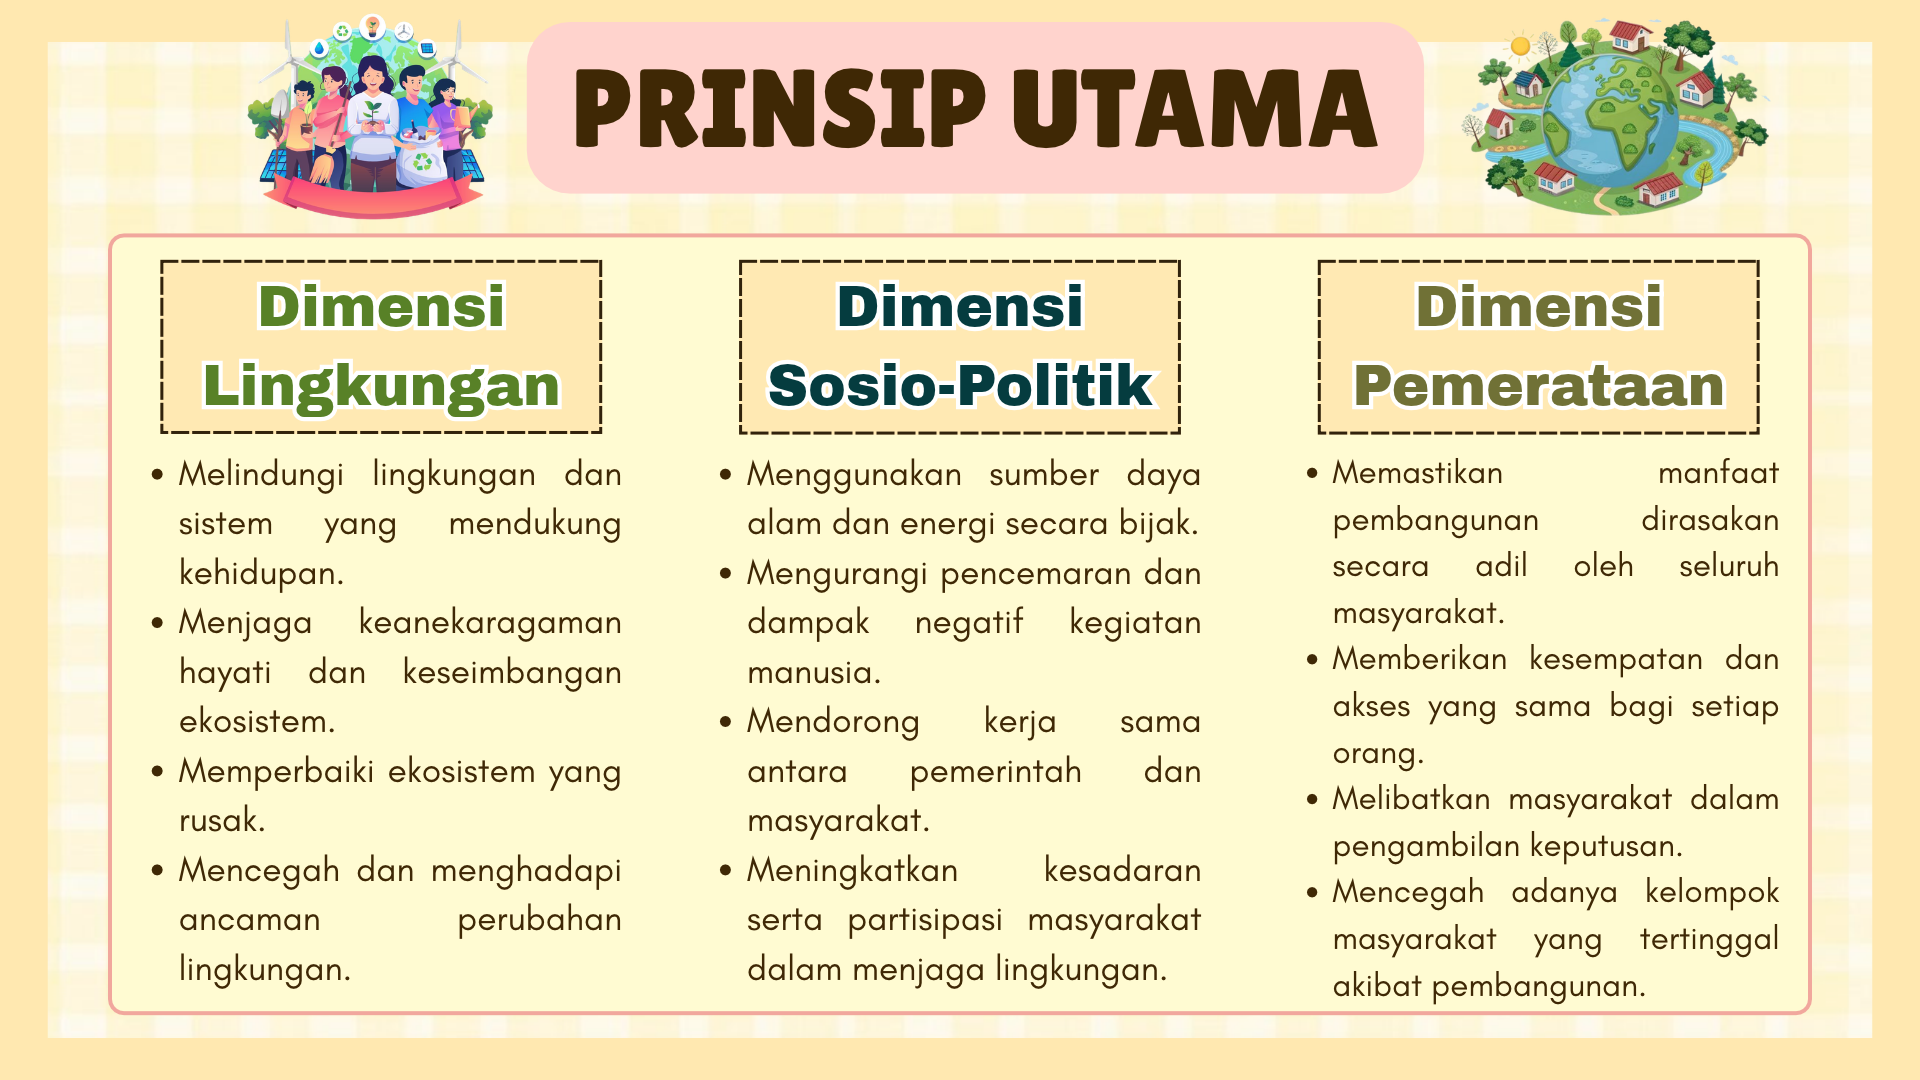 PRINSIP UTAMA
Dimensi
Lingkungan
• Melindungi lingkungan dan
sistem yang mendukung
kehidupan.
• Menjaga keanekaragaman
hayati dan keseimbangan
ekosistem.
• Memperbaiki ekosistem yang
rusak.
• Mencegah dan menghadapi
ancaman perubahan
lingkungan.
Dimensi
Sosio-Politik
• Menggunakan sumber daya
alam dan energi secara bijak.
• Mengurangi pencemaran dan
dampak negatif kegiatan
manusia.
• Mendorong kerja sama
antara pemerintah dan
masyarakat.
• Meningkatkan kesadaran
serta partisipasi masyarakat
dalam menjaga lingkungan.
Dimensi
Pemerataan
• Memastikan manfaat
pembangunan dirasakan
secara adil oleh seluruh
masyarakat.
• Memberikan kesempatan dan
akses yang sama bagi setiap
orang.
• Melibatkan masyarakat dalam
pengambilan keputusan.
• Mencegah adanya kelompok
masyarakat yang tertinggal
akibat pembangunan.